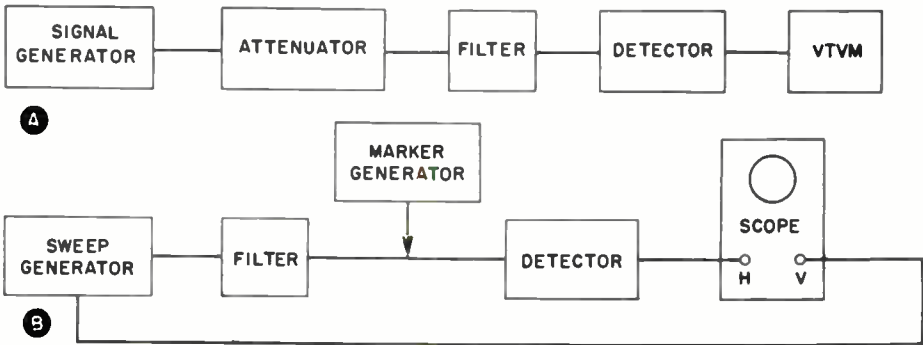 SIGNAL
GENERATOR
ATTENUATOR
FILTER
DETECTOR
VTVM
A
MARKER
GENERATOR
SWEEP
GENERATOR
FILTER
DETECTOR
SCOPE
H V
B